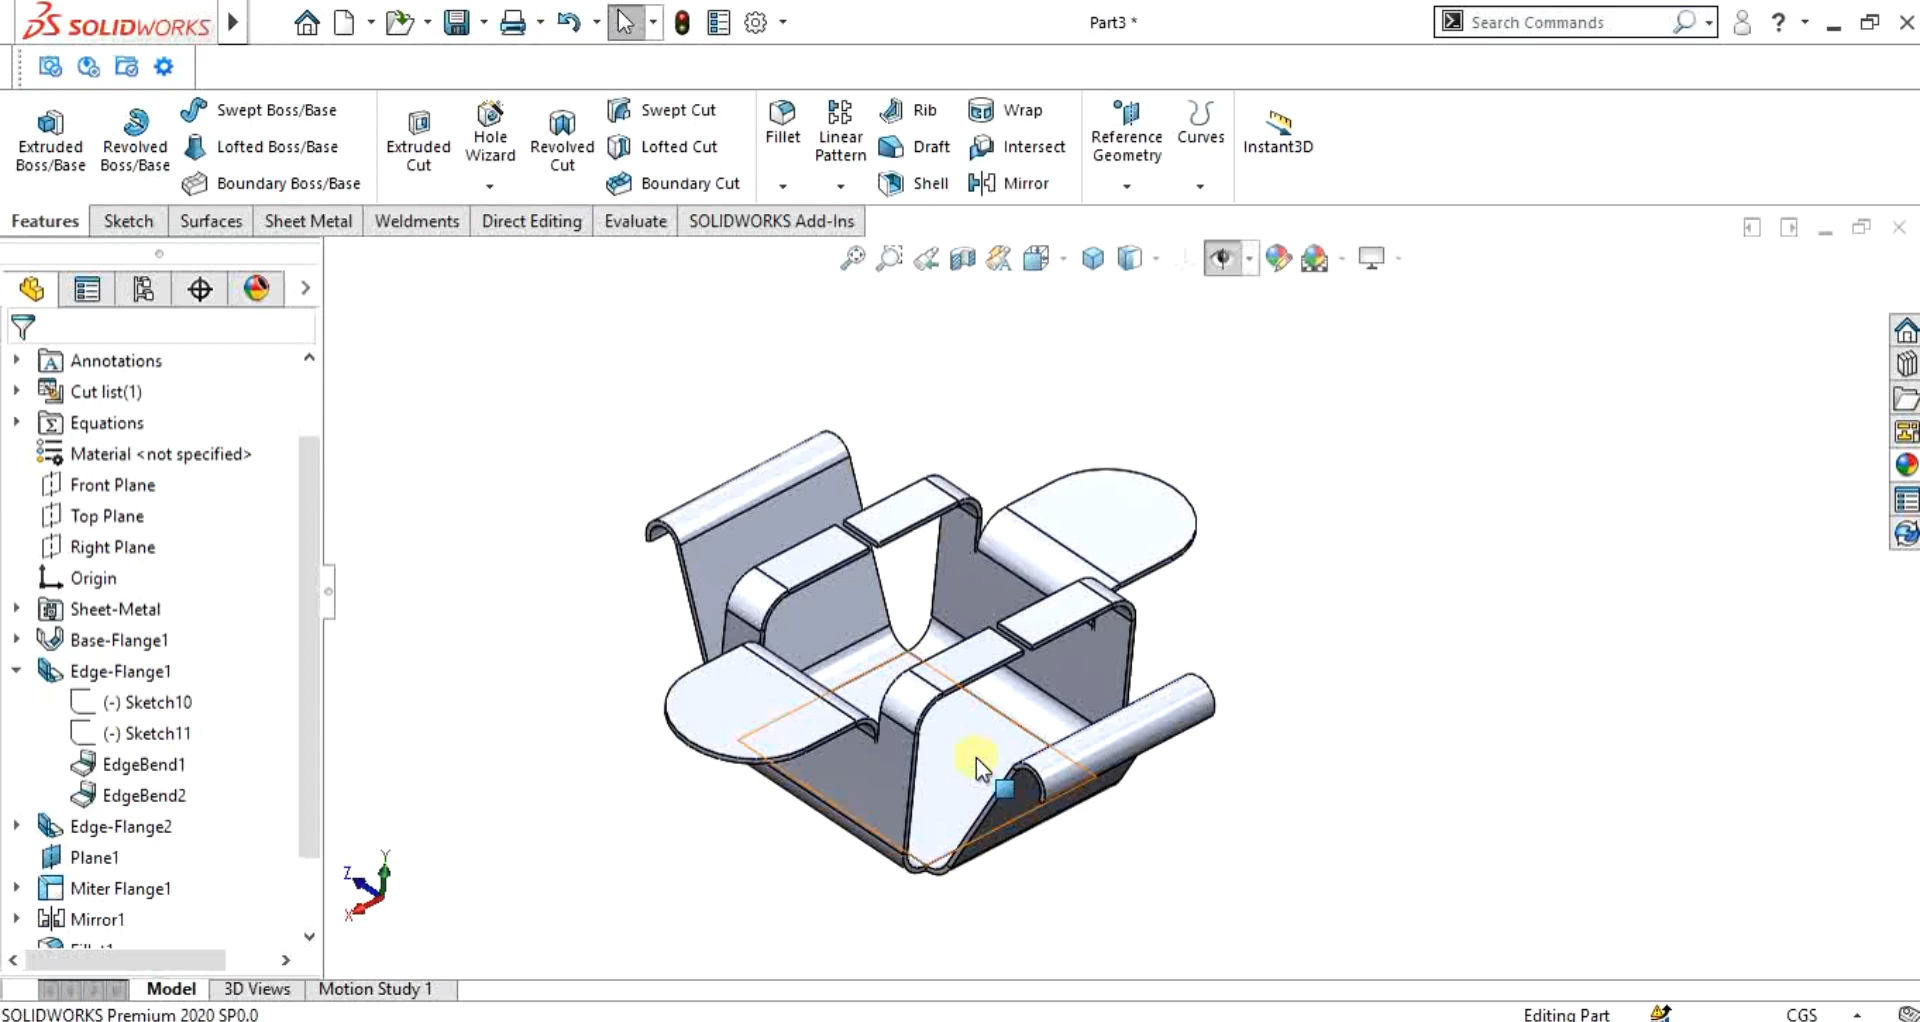 SOLIDWORKS
Part3 *
Search Commands
?
Extruded Boss/Base
Revolved Boss/Base
Swept Boss/Base
Lofted Boss/Base
Boundary Boss/Base
Extruded Cut
Hole Wizard
Revolved Cut
Swept Cut
Lofted Cut
Boundary Cut
Fillet
Linear Pattern
Rib
Draft
Shell
Wrap
Intersect
Mirror
Reference Geometry
Curves
Instant3D
Features
Sketch
Surfaces
Sheet Metal
Weldments
Direct Editing
Evaluate
SOLIDWORKS Add-Ins
Annotations
Cut list(1)
Equations
Material <not specified>
Front Plane
Top Plane
Right Plane
Origin
Sheet-Metal
Base-Flange1
Edge-Flange1
(-) Sketch10
(-) Sketch11
EdgeBend1
EdgeBend2
Edge-Flange2
Plane1
Miter Flange1
Mirror1
Y
Z
X
Model
3D Views
Motion Study 1
SOLIDWORKS Premium 2020 SP0.0
Editing Part
CGS